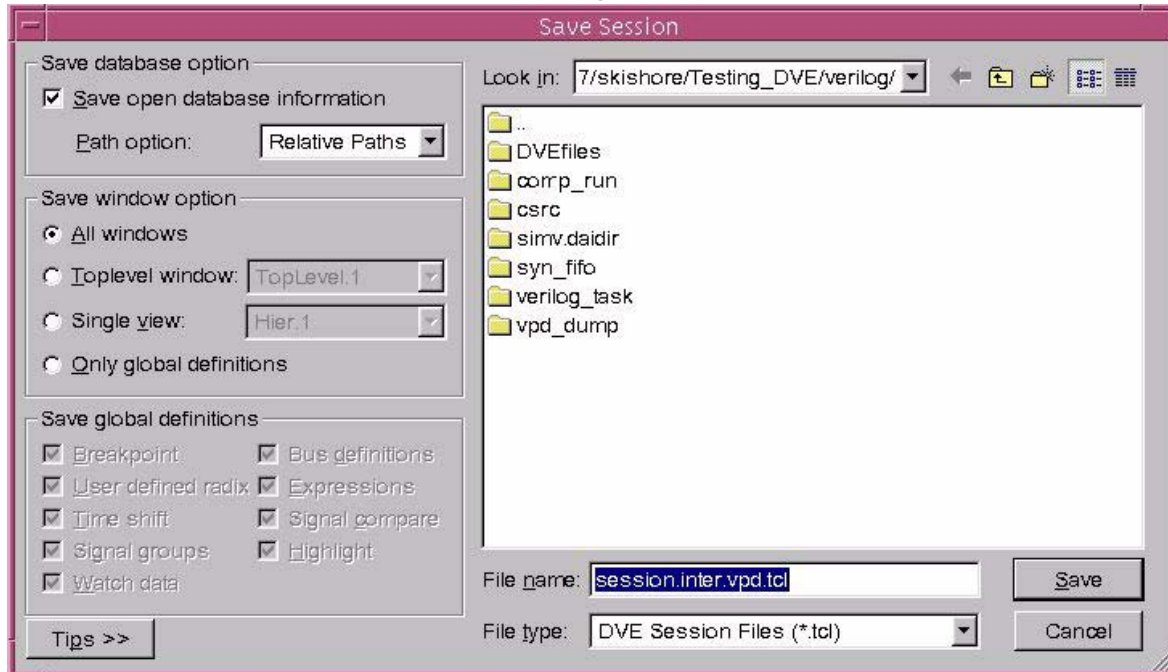 Save Session
Save database option
Save open database information
Path option: Relative Paths
Save window option
All windows
Toplevel window: TopLevel.1
Single view: Hier.1
Only global definitions
Save global definitions
Breakpoint Bus definitions
User defined radix Expressions
Time shift Signal compare
Signal groups Highlight
Watch data
Tips >>
Look in: 7/skishore/Testing_DVE/verilog/
..
DVEfiles
comp_run
csrc
simv.daidir
syn_fifo
verilog_task
vpd_dump
File name: session.inter.vpd.tcl Save
File type: DVE Session Files (*.tcl) Cancel